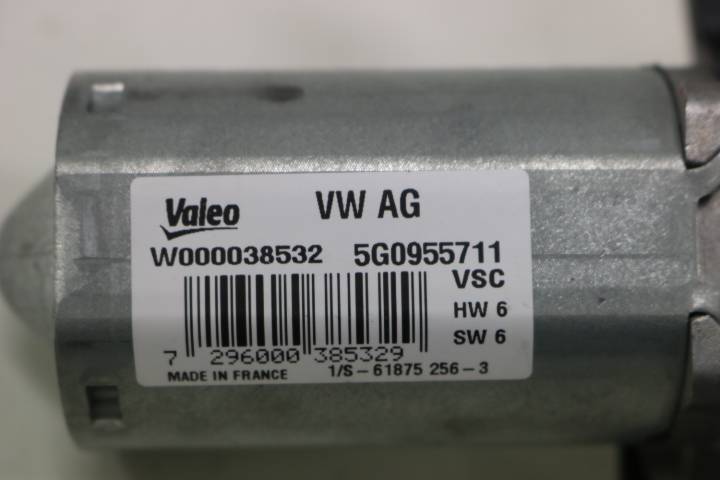 Valeo VW AG
W000038532 5G0955711
VSC
HW 6
SW 6
7 296000 385329
MADE IN FRANCE 1/S-61875 256-3